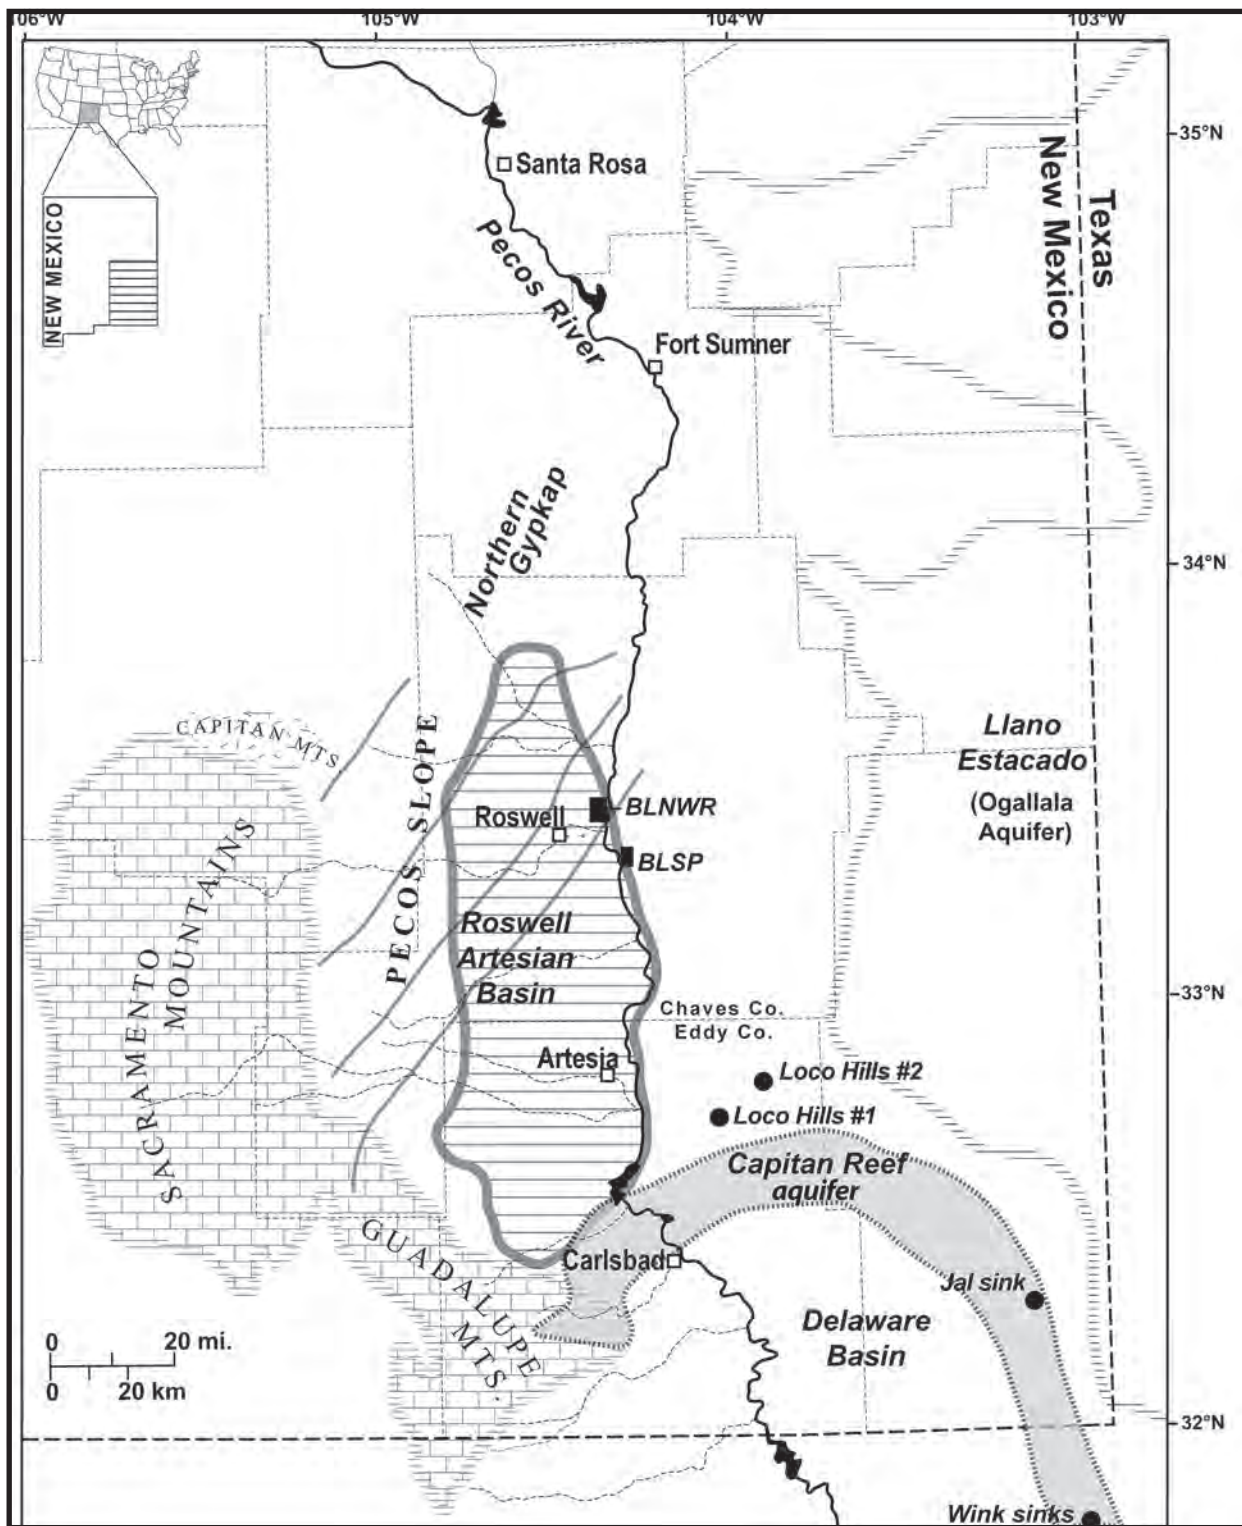 106°W
105°W
104°W
103°W
35°N
Santa Rosa
NEW MEXICO
Texas
New Mexico
Pecos River
Fort Sumner
Northern
Gypkap
34°N
CAPITAN MTS.
PECOS SLOPE
Llano
Estacado
(Ogallala
Aquifer)
BLNWR
Roswell
BLSP
SACRAMENTO
MOUNTAINS
Roswell
Artesian
Basin
33°N
Chaves Co.
Eddy Co.
Artesia
Loco Hills #2
Loco Hills #1
Capitan Reef
aquifer
GUADALUPE
MTS.
Carlsbad
Jal sink
Delaware
Basin
0 20 mi.
0 20 km
32°N
Wink sinks